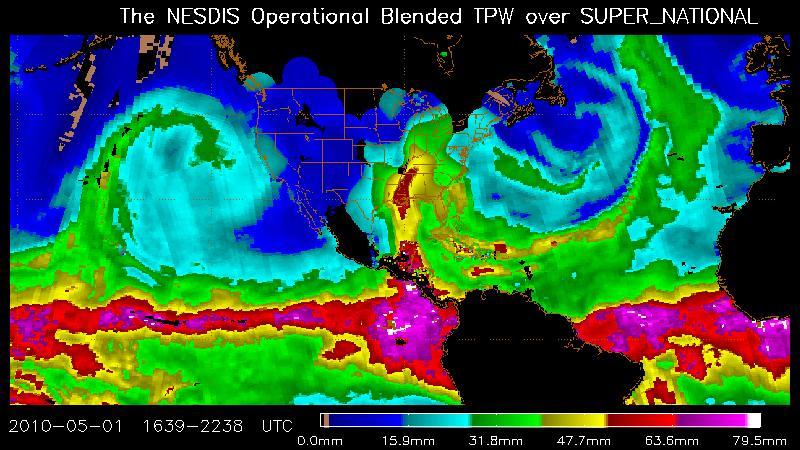 The NESDIS Operational Blended TPW over SUPER_NATIONAL
2010-05-01 1639-2238 UTC
0.0mm 15.9mm 31.8mm 47.7mm 63.6mm 79.5mm